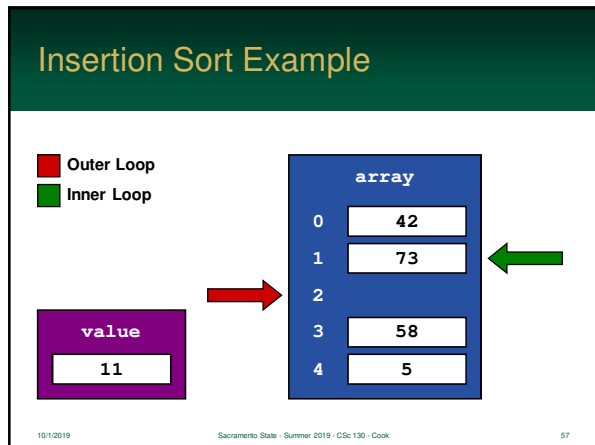 Insertion Sort Example
Outer Loop
Inner Loop
array
0 42
1 73
2
3 58
4 5
value
11
10/1/2019 Sacramento State - Summer 2019 - CSc 130 - Cook 57